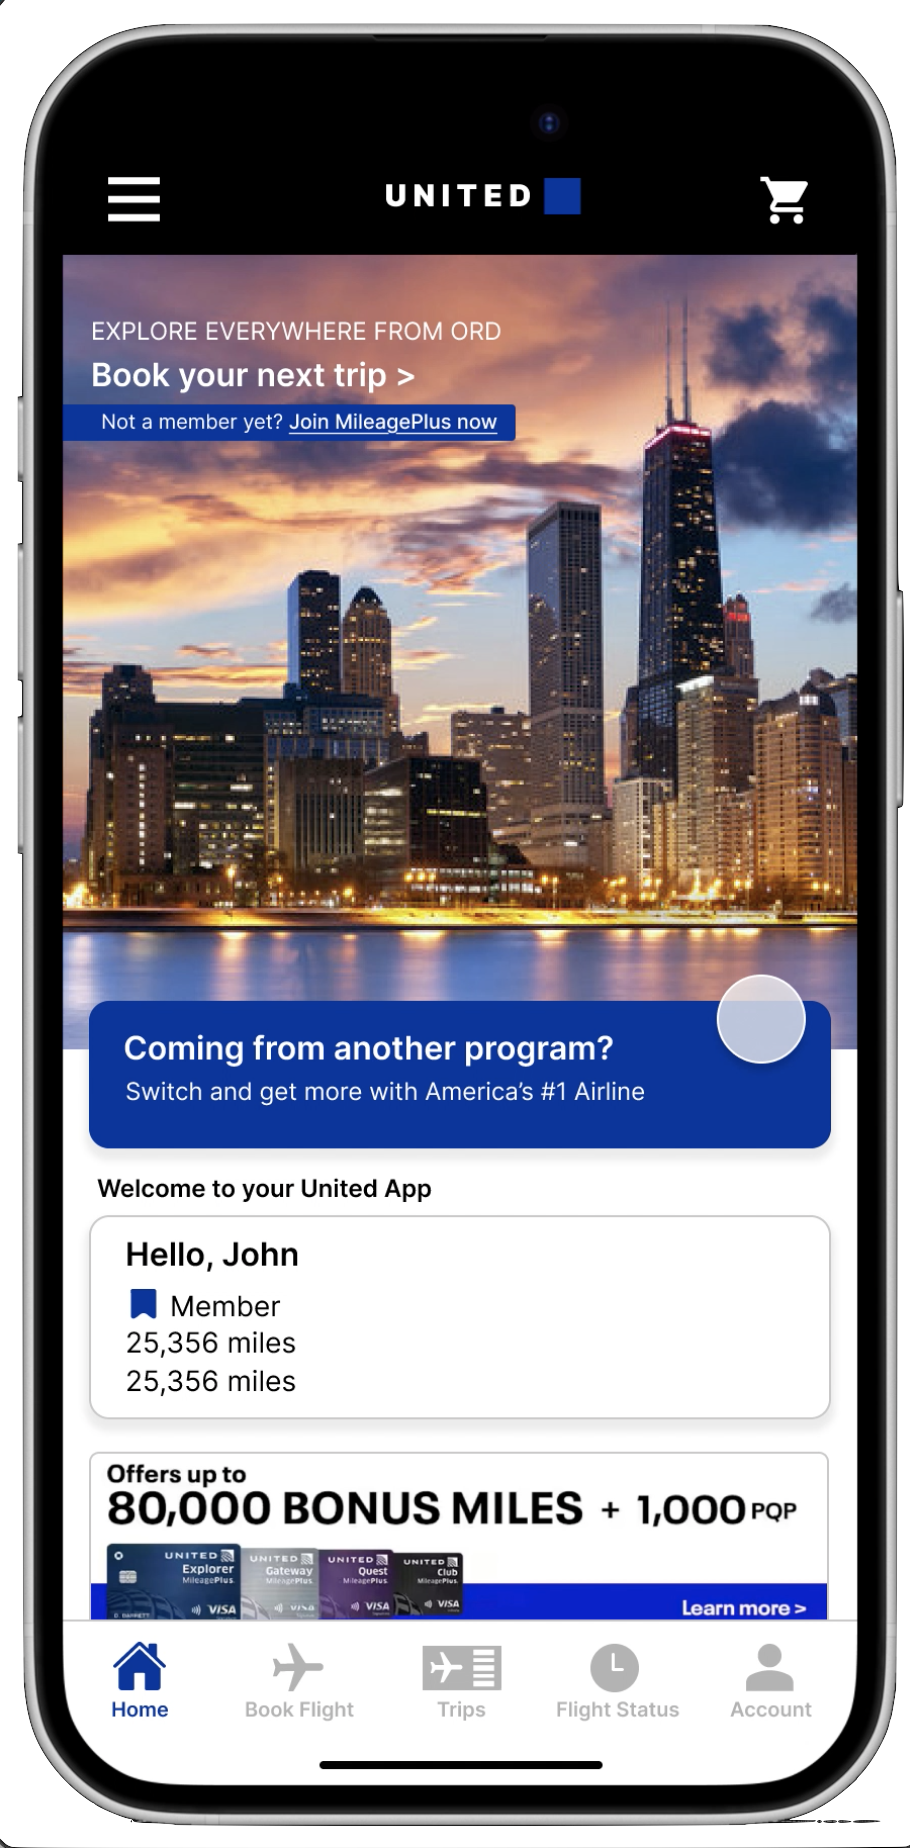 UNITED
EXPLORE EVERYWHERE FROM ORD
Book your next trip >
Not a member yet? Join MileagePlus now
Coming from another program?
Switch and get more with America’s #1 Airline
Welcome to your United App
Hello, John
Member
25,356 miles
25,356 miles
Offers up to
80,000 BONUS MILES + 1,000 PQP
UNITED
Explorer
MileagePlus
VISA
UNITED
Gateway
MileagePlus
VISA
UNITED
Quest
MileagePlus
VISA
UNITED
Club
MileagePlus
VISA
Learn more >
Home
Book Flight
Trips
Flight Status
Account